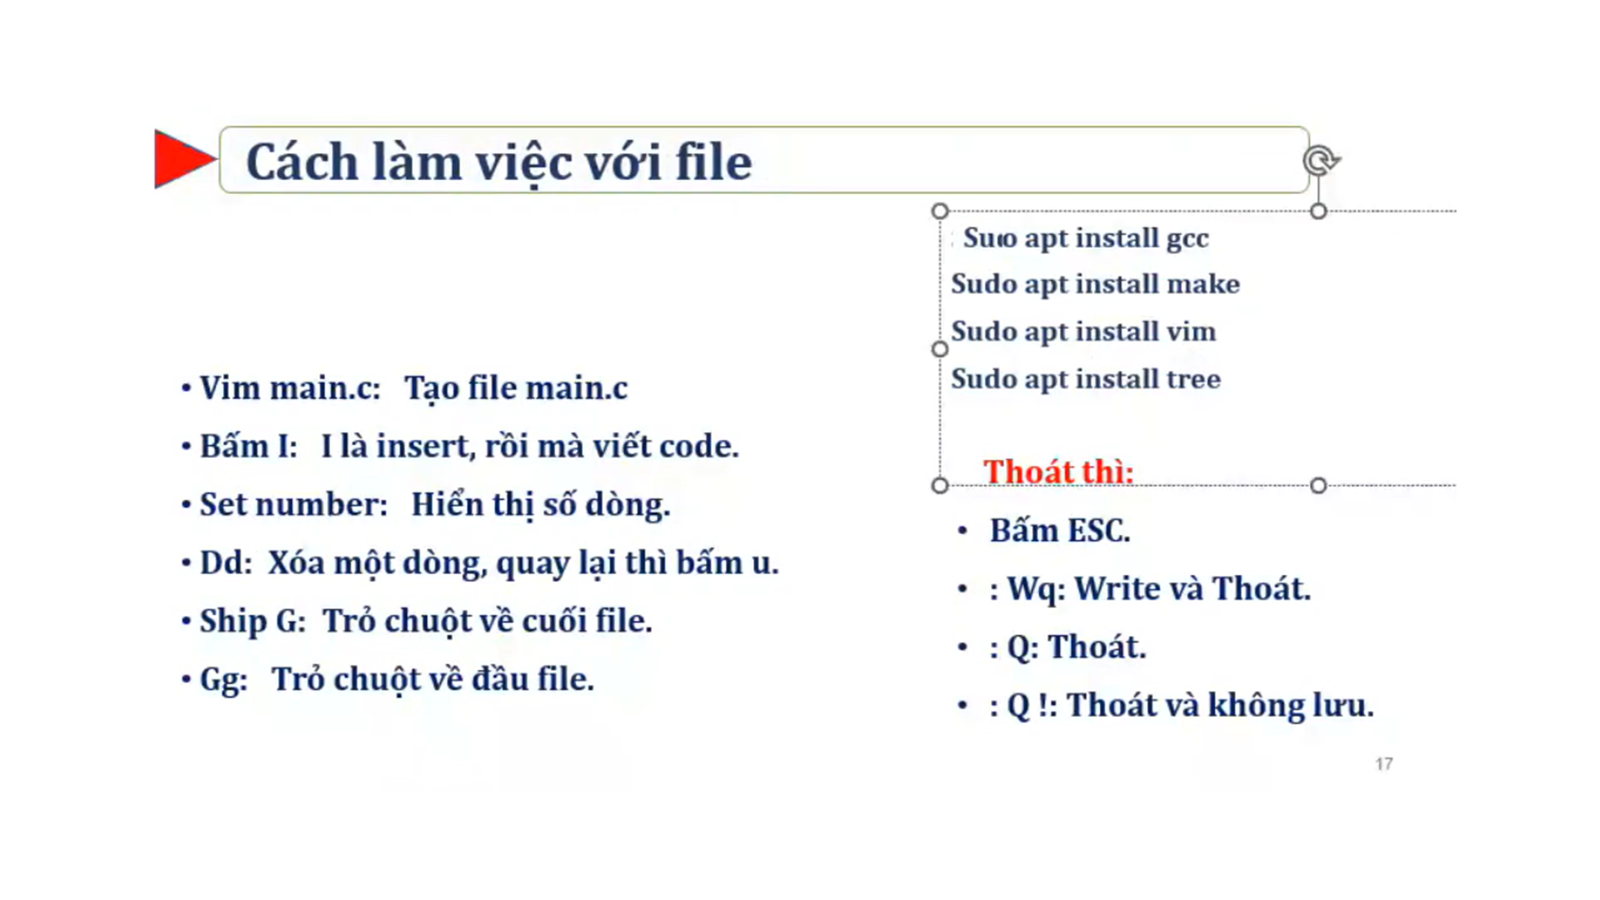 Cách làm việc với file
Sudo apt install gcc
Sudo apt install make
Sudo apt install vim
Sudo apt install tree
• Vim main.c: Tạo file main.c
• Bấm I: I là insert, rồi mà viết code.
• Set number: Hiển thị số dòng.
• Dd: Xóa một dòng, quay lại thì bấm u.
• Ship G: Trỏ chuột về cuối file.
• Gg: Trỏ chuột về đầu file.
Thoát thì:
• Bấm ESC.
• : Wq: Write và Thoát.
• : Q: Thoát.
• : Q !: Thoát và không lưu.
17